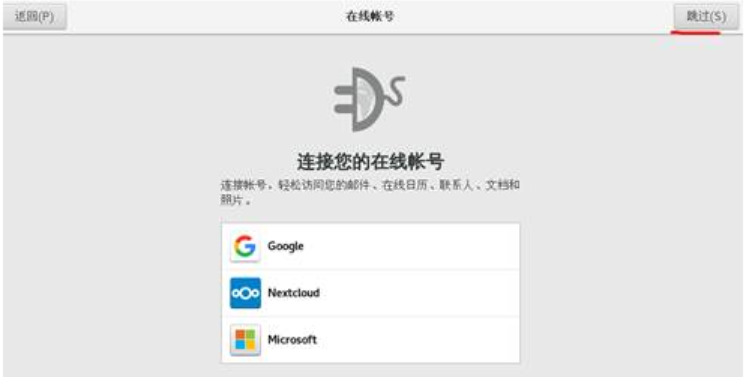 返回(P)
在线帐号
跳过(S)
连接您的在线帐号
连接帐号,轻松访问您的邮件、在线日历、联系人、文档和
照片。
Google
Nextcloud
Microsoft